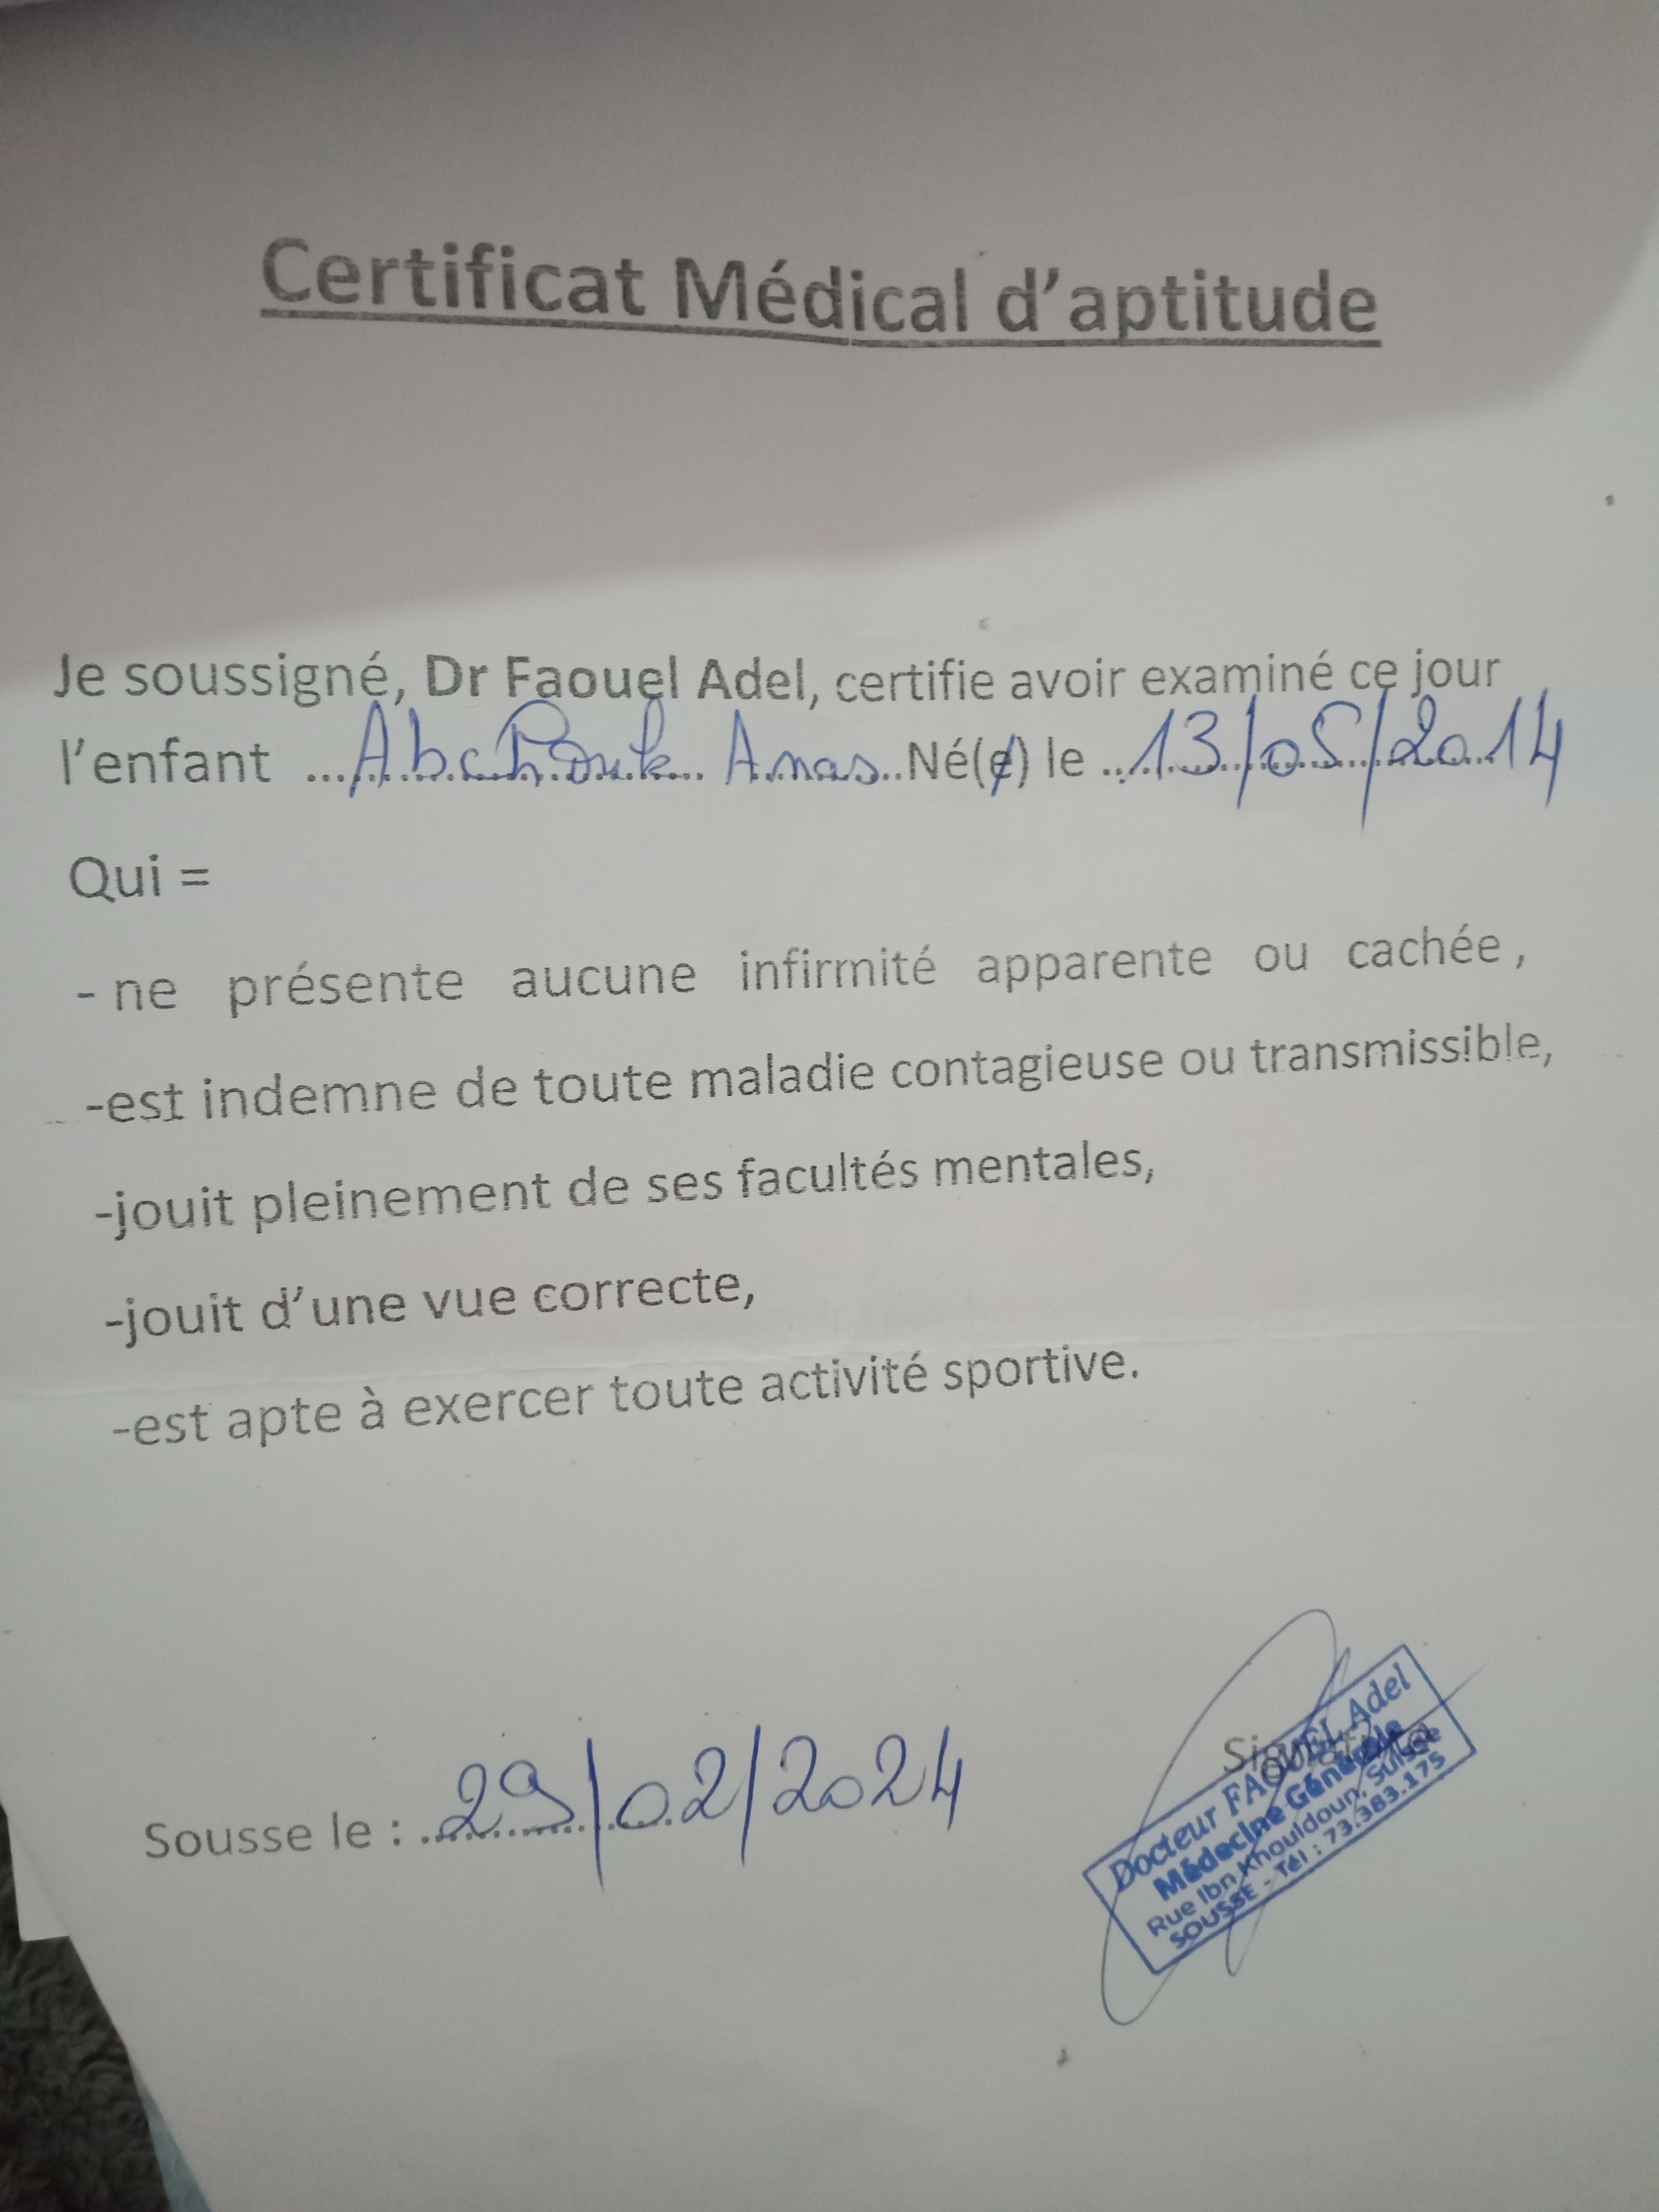 Certificat Médical d'aptitude
Je soussigné, Dr Faouel Adel, certifie avoir examiné ce jour
l'enfant ... Abchouk Anas..Né(e) le ..13/05/2014
Qui =
- ne présente aucune infirmité apparente ou cachée,
-est indemne de toute maladie contagieuse ou transmissible,
-jouit pleinement de ses facultés mentales,
-jouit d'une vue correcte,
-est apte à exercer toute activité sportive.
Sousse le : 29/02/2024
Signature
Docteur FAOUEL Adel
Médecine Générale
Rue Ibn Khouldoun, Suisse
SOUSSE - Tél : 73.383.175